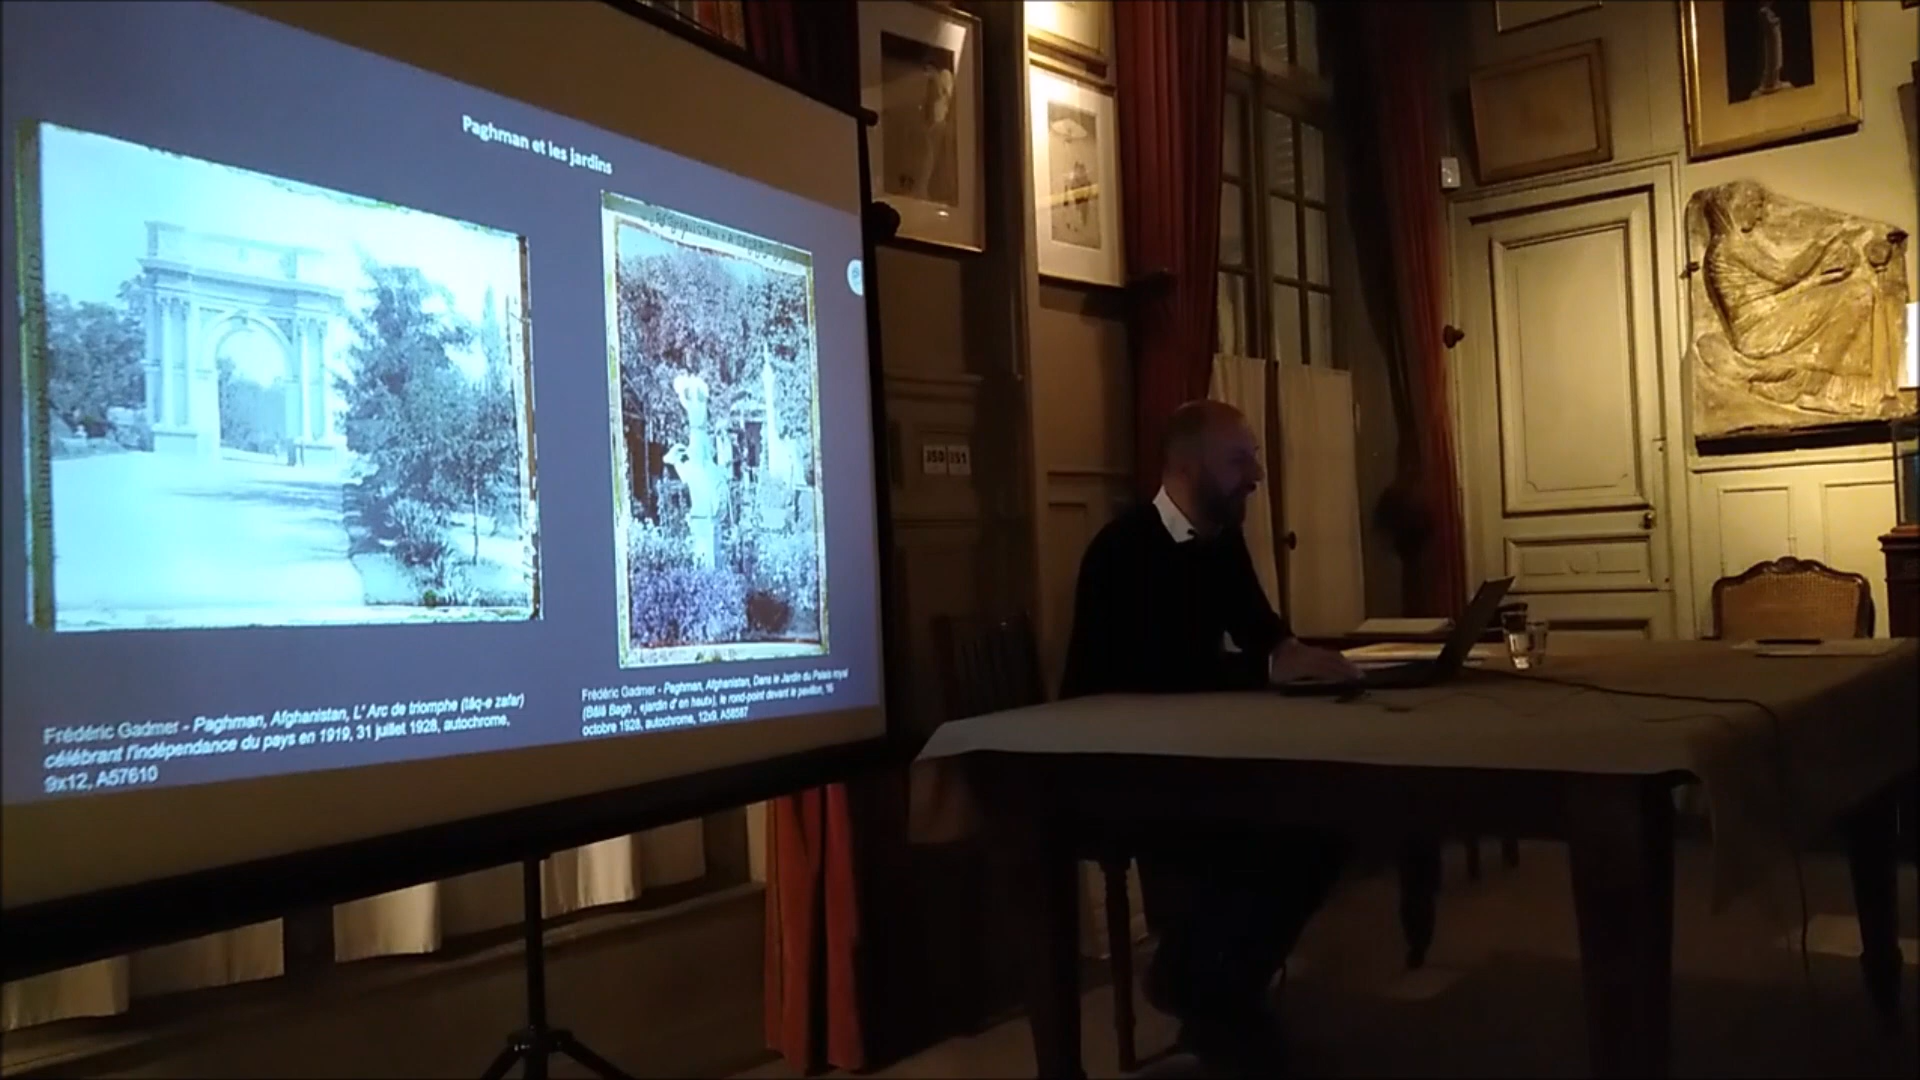 Paghman et les jardins
Frédéric Gadmer - Paghman, Afghanistan, L' Arc de triomphe (tâq-e zafar)
célébrant l'indépendance du pays en 1919, 31 juillet 1928, autochrome,
9x12, A57610
Frédéric Gadmer - Paghman, Afghanistan, Dans le Jardin du Palais royal
(Bâlâ Bagh, «jardin d'en haut»), le rond-point devant le pavillon, 16
octobre 1928, autochrome, 12x9, A58587
350 351